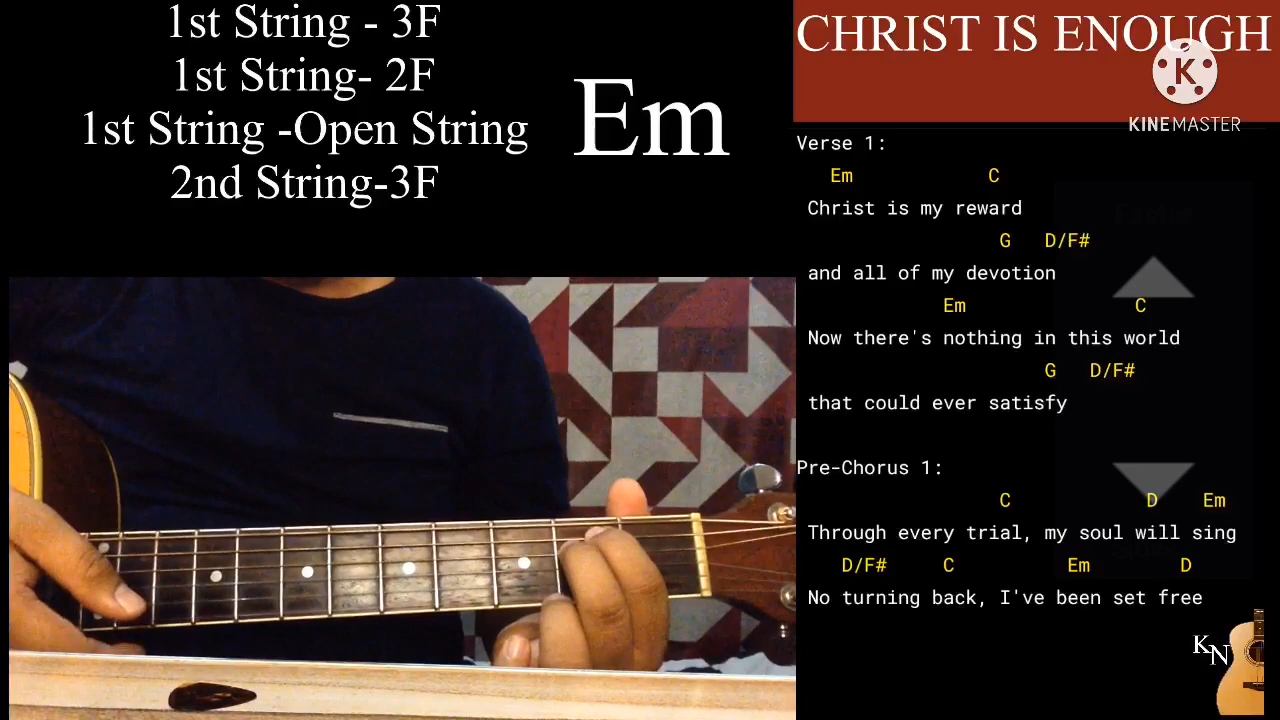 1st String - 3F
1st String- 2F
1st String -Open String
2nd String-3F
Em
CHRIST IS ENOUGH
K
KINEMASTER
Verse 1:
Em C
Christ is my reward
G D/F#
and all of my devotion
Em C
Now there's nothing in this world
G D/F#
that could ever satisfy
Pre-Chorus 1:
C D Em
Through every trial, my soul will sing
D/F# C Em D
No turning back, I've been set free
KN